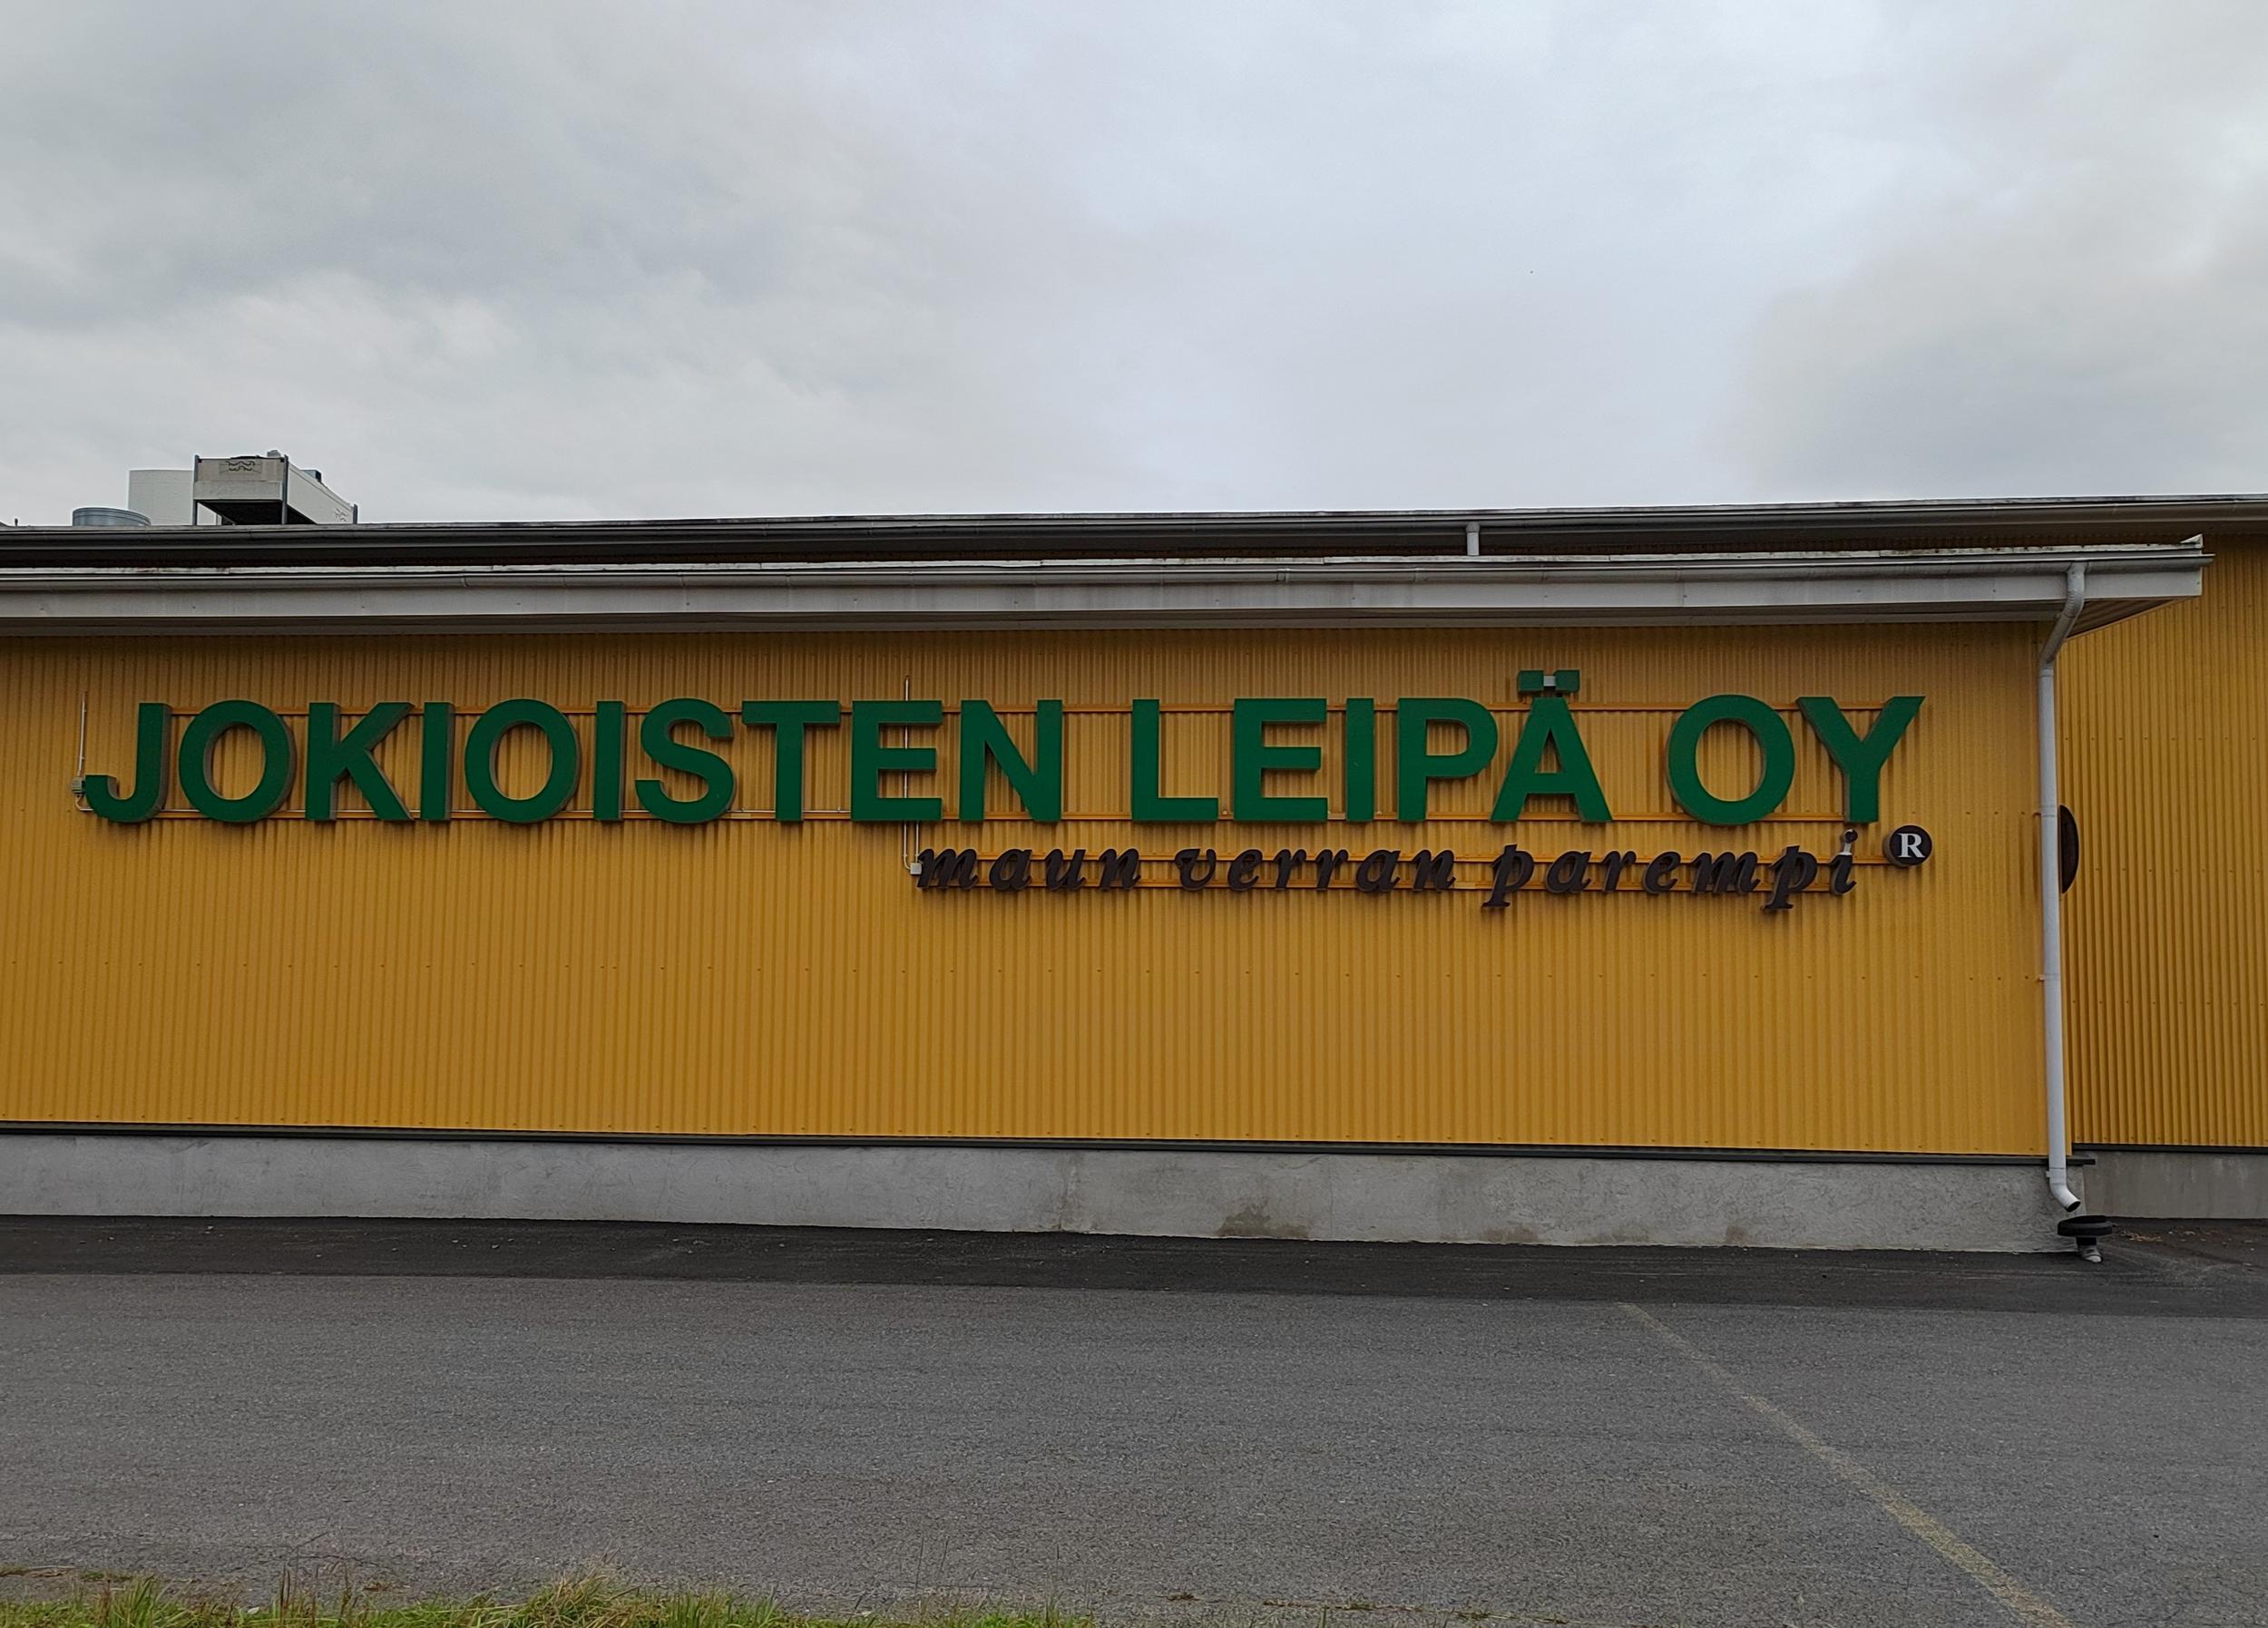 JOKIOISTEN LEIPÄ OY
maun verran parempi ®